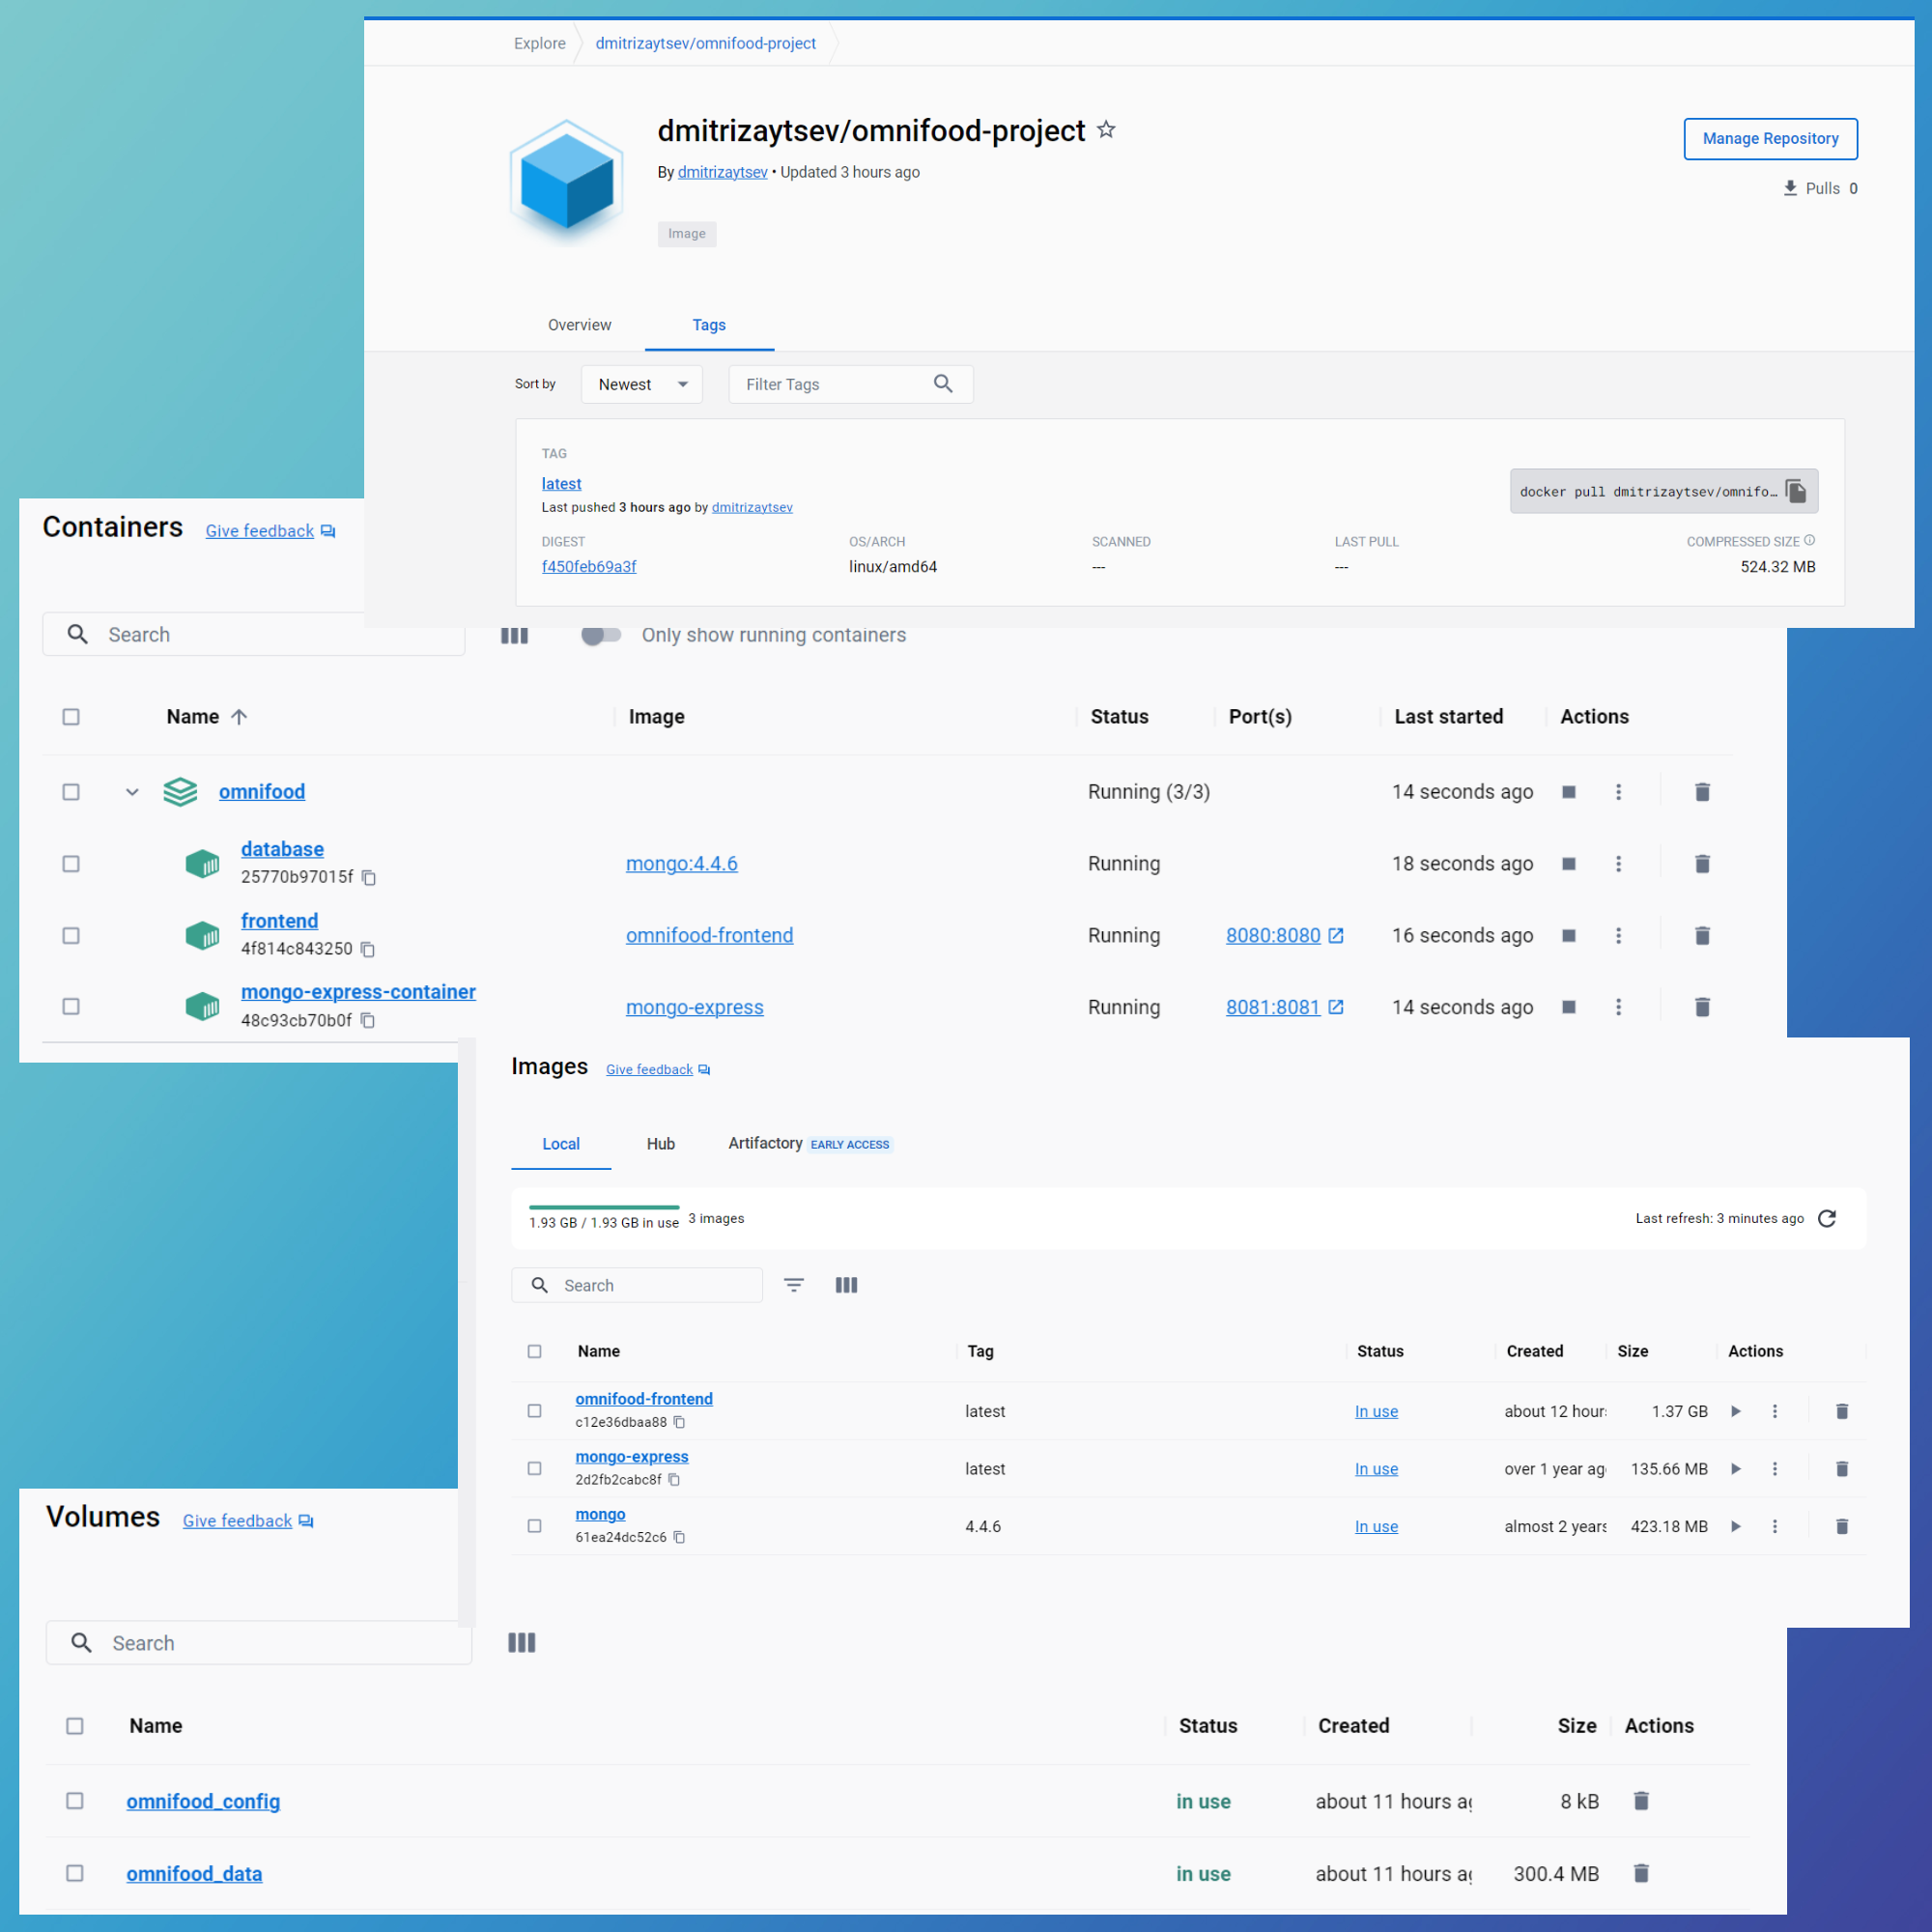 Explore dmitrizaytsev/omnifood-project
dmitrizaytsev/omnifood-project
Manage Repository
By dmitrizaytsev • Updated 3 hours ago
Pulls 0
Image
Overview Tags
Sort by Newest Filter Tags
TAG
latest
docker pull dmitrizaytsev/omnifo...
Last pushed 3 hours ago by dmitrizaytsev
DIGEST OS/ARCH SCANNED LAST PULL COMPRESSED SIZE
f450feb69a3f linux/amd64 --- --- 524.32 MB
Containers Give feedback
Search Only show running containers
Name Image Status Port(s) Last started Actions
omnifood Running (3/3) 14 seconds ago
database
25770b97015f
mongo:4.4.6 Running 18 seconds ago
frontend
4f814c843250
omnifood-frontend Running 8080:8080 16 seconds ago
mongo-express-container
48c93cb70b0f
mongo-express Running 8081:8081 14 seconds ago
Images Give feedback
Local Hub Artifactory EARLY ACCESS
1.93 GB / 1.93 GB in use 3 images Last refresh: 3 minutes ago
Search
Name Tag Status Created Size Actions
omnifood-frontend
c12e36dbaa88
latest In use about 12 hour 1.37 GB
mongo-express
2d2fb2cabc8f
latest In use over 1 year ag 135.66 MB
mongo
61ea24dc52c6
4.4.6 In use almost 2 years 423.18 MB
Volumes Give feedback
Search
Name Status Created Size Actions
omnifood_config in use about 11 hours ag 8 kB
omnifood_data in use about 11 hours ag 300.4 MB